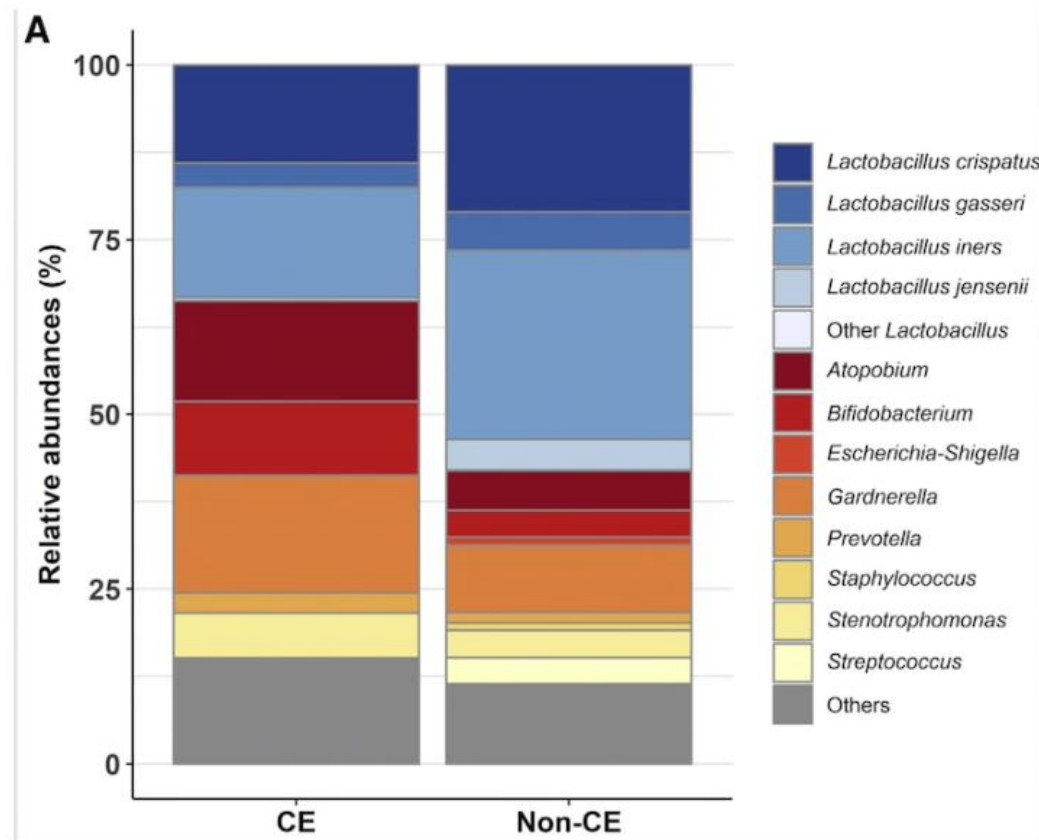 A
100
75
50
25
0
Relative abundances (%)
CE
Non-CE
Lactobacillus crispatus
Lactobacillus gasseri
Lactobacillus iners
Lactobacillus jensenii
Other Lactobacillus
Atopobium
Bifidobacterium
Escherichia-Shigella
Gardnerella
Prevotella
Staphylococcus
Stenotrophomonas
Streptococcus
Others